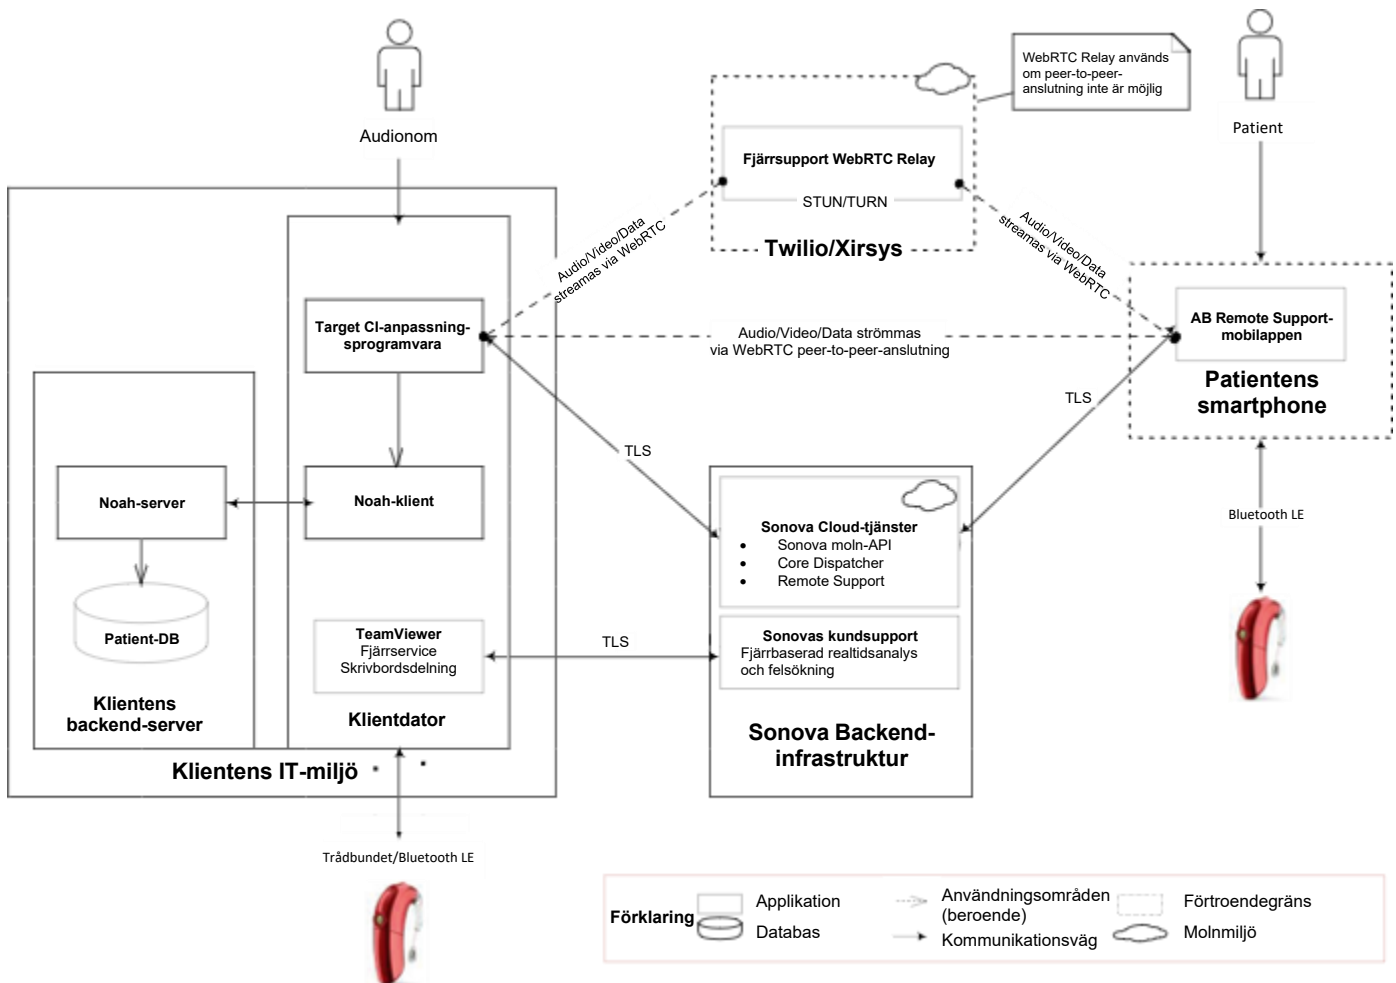 Audionom
WebRTC Relay används
om peer-to-peer-
anslutning inte är möjlig
Patient
Fjärrsupport WebRTC Relay
STUN/TURN
Twilio/Xirsys
Audio/Video/Data
streamas via WebRTC
Audio/Video/Data
streamas via WebRTC
Target CI-anpassning-
sprogramvara
Audio/Video/Data strömmas
via WebRTC peer-to-peer-anslutning
AB Remote Support-
mobilappen
Patientens
smartphone
TLS
TLS
Noah-server
Noah-klient
Patient-DB
Sonova Cloud-tjänster
• Sonova moln-API
• Core Dispatcher
• Remote Support
Bluetooth LE
TeamViewer
Fjärrservice
Skrivbordsdelning
TLS
Sonovas kundsupport
Fjärrbaserad realtidsanalys
och felsökning
Klientens
backend-server
Klientdator
Sonova Backend-
infrastruktur
Klientens IT-miljö
Trådbundet/Bluetooth LE
Förklaring
Applikation
Databas
Användningsområden
(beroende)
Kommunikationsväg
Förtroendegräns
Molnmiljö